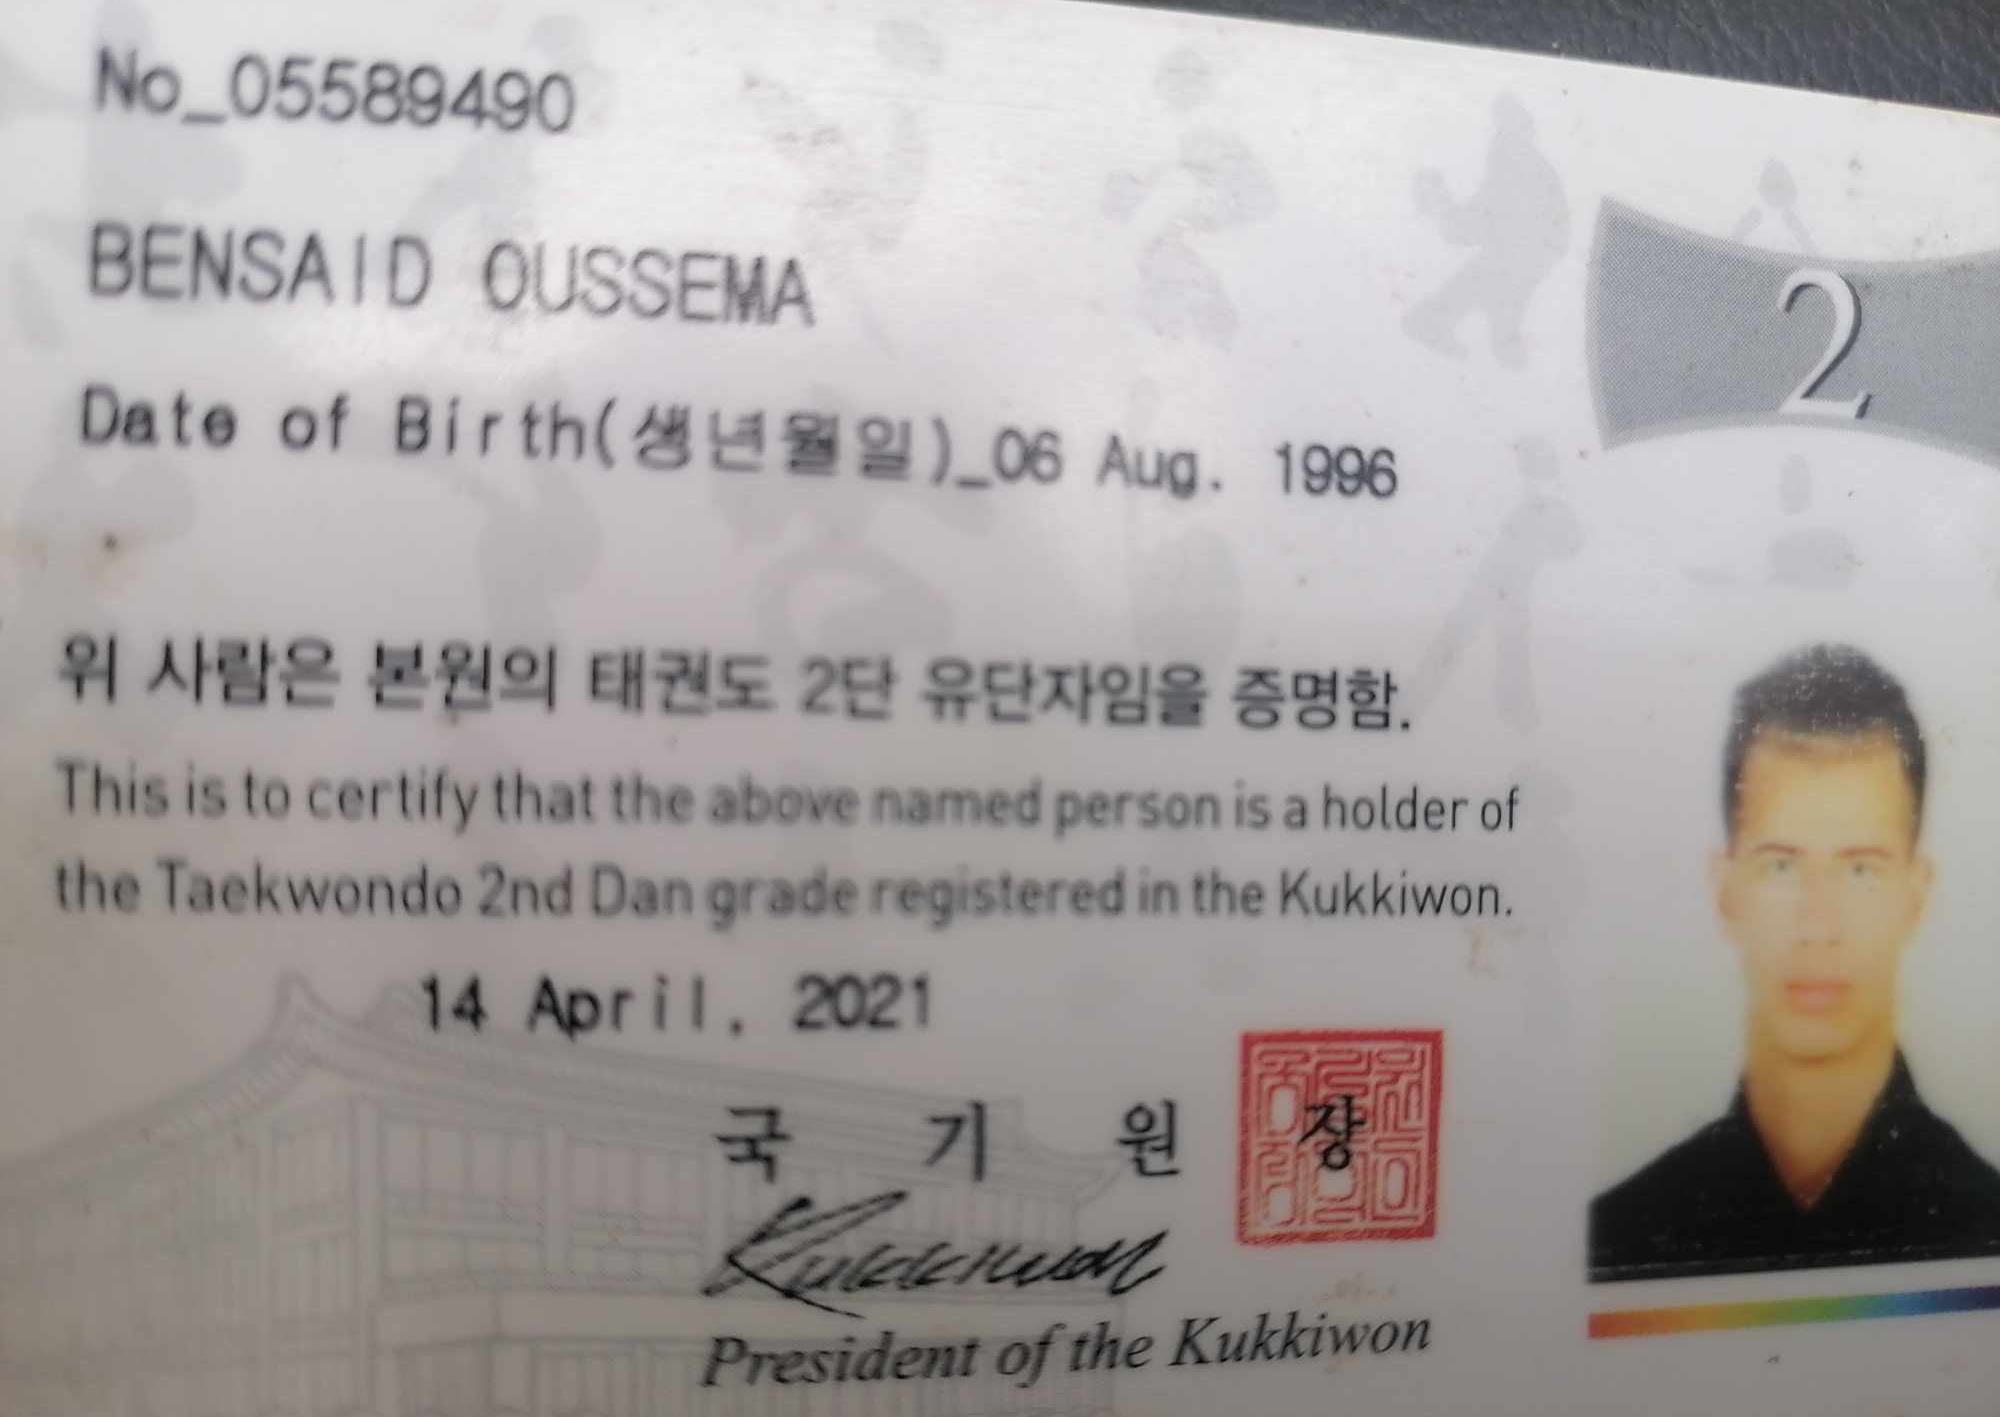 No_05589490
2
BENSAID OUSSEMA
Date of Birth(생년월일)_06 Aug. 1996
위 사람은 본원의 태권도 2단 유단자임을 증명함.
This is to certify that the above named person is a holder of
the Taekwondo 2nd Dan grade registered in the Kukkiwon.
14 April, 2021
국 기 원 장
Kukkiwon
President of the Kukkiwon